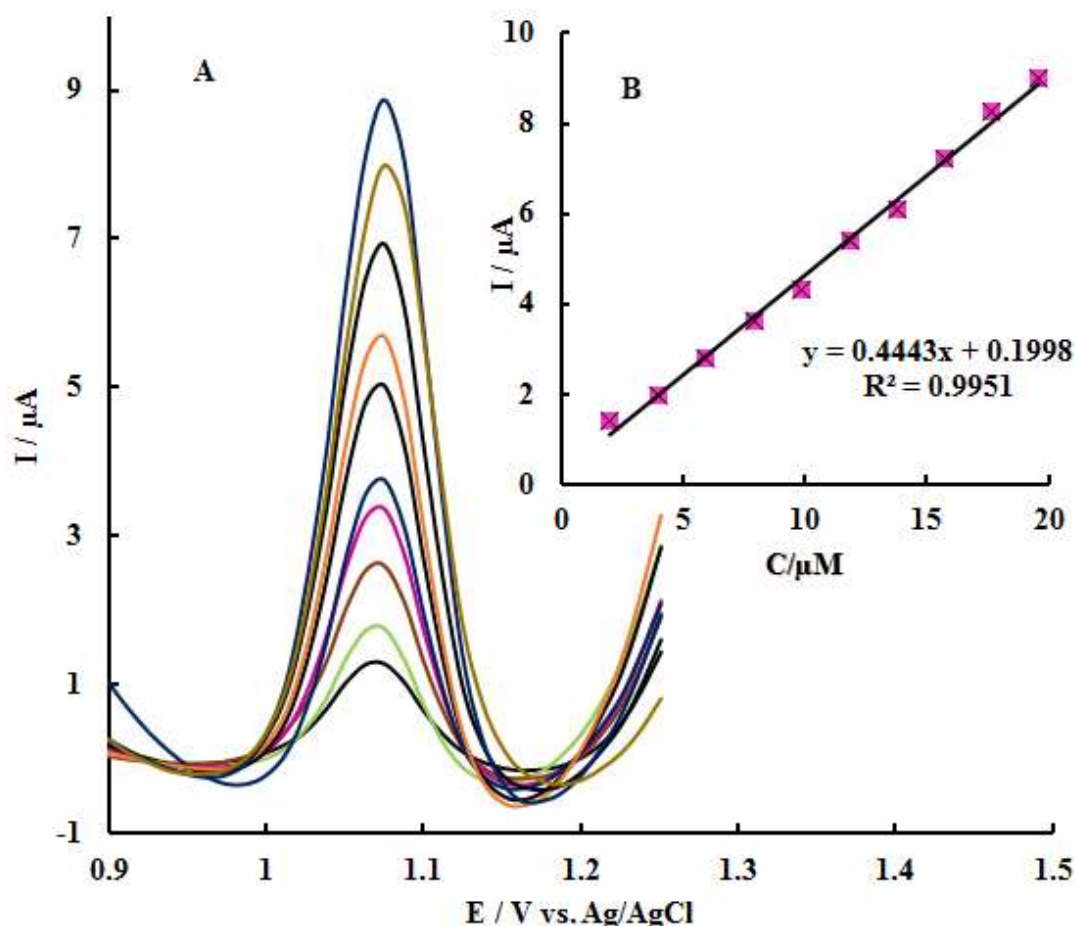 A
9
7
5
3
1
-1
I / μA
0.9 1 1.1 1.2 1.3 1.4 1.5
E / V vs. Ag/AgCl
B
10
8
6
4
2
0
I / μA
y = 0.4443x + 0.1998
R² = 0.9951
0 5 10 15 20
C/μM